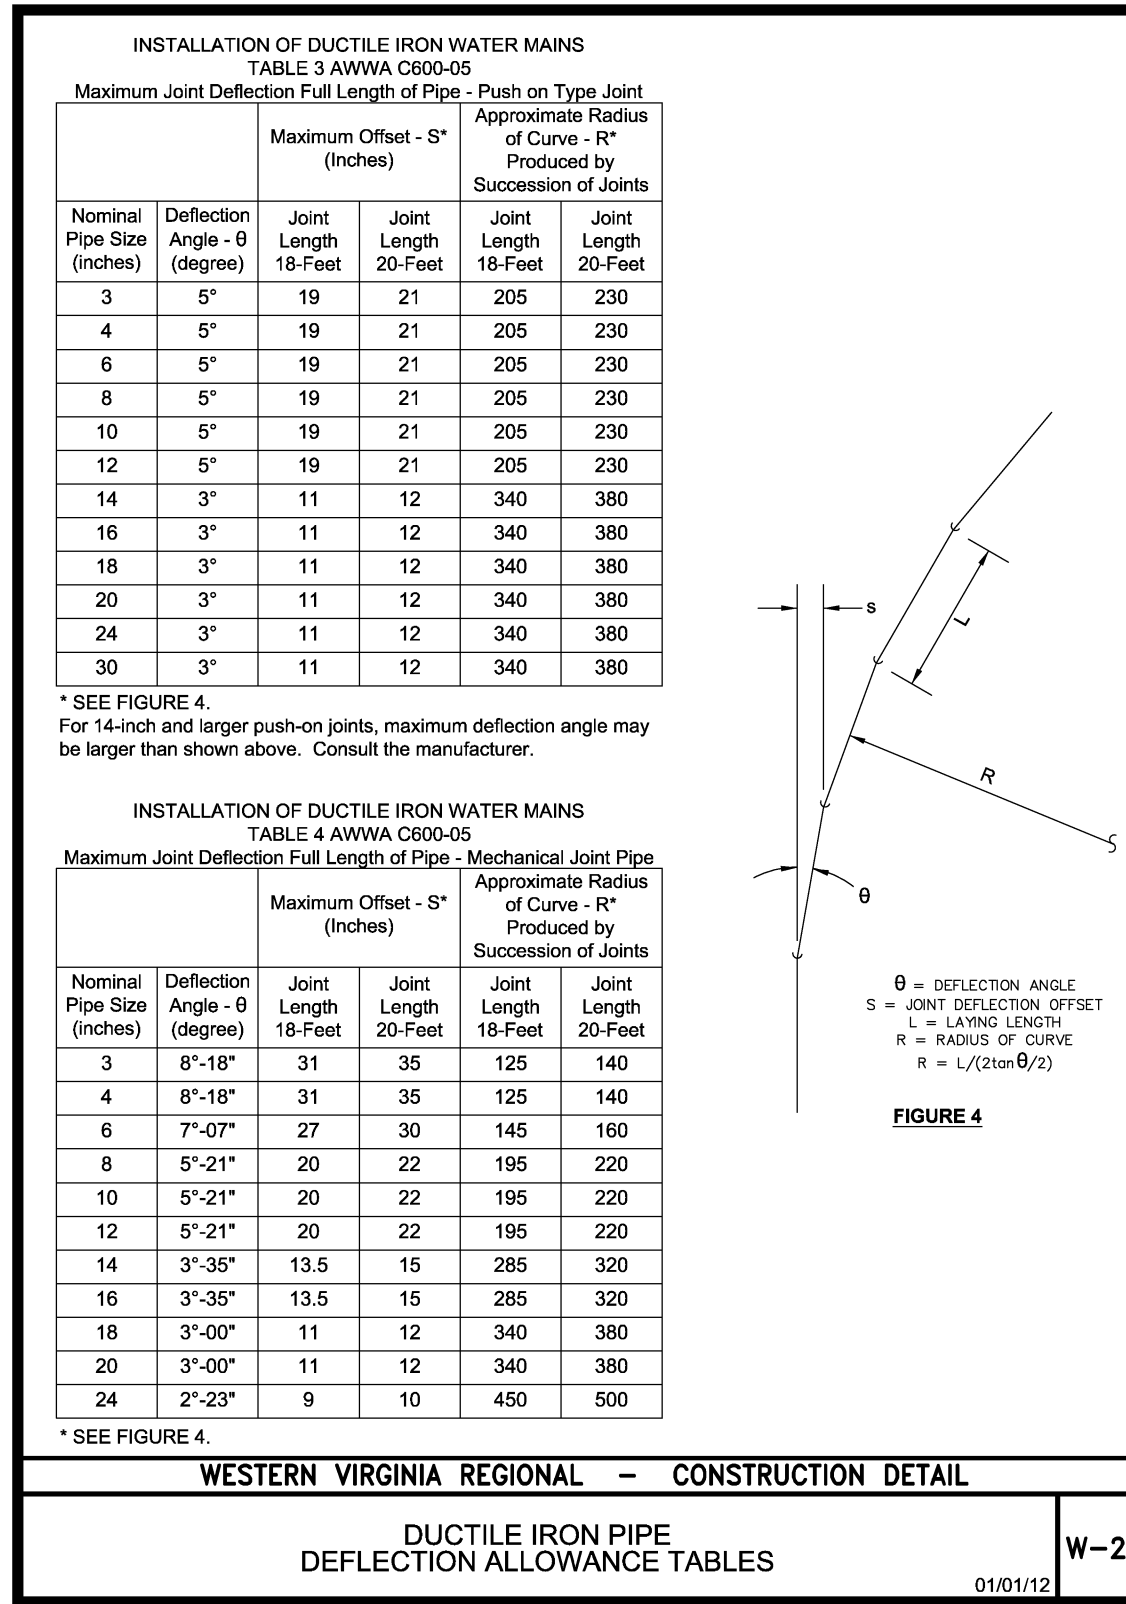 INSTALLATION OF DUCTILE IRON WATER MAINS
TABLE 3 AWWA C600-05
Maximum Joint Deflection Full Length of Pipe - Push on Type Joint
Maximum Offset - S*
(Inches)
Approximate Radius
of Curve - R*
Produced by
Succession of Joints
Nominal
Pipe Size
(inches)
Deflection
Angle - θ
(degree)
Joint
Length
18-Feet
Joint
Length
20-Feet
Joint
Length
18-Feet
Joint
Length
20-Feet
3 5° 19 21 205 230
4 5° 19 21 205 230
6 5° 19 21 205 230
8 5° 19 21 205 230
10 5° 19 21 205 230
12 5° 19 21 205 230
14 3° 11 12 340 380
16 3° 11 12 340 380
18 3° 11 12 340 380
20 3° 11 12 340 380
24 3° 11 12 340 380
30 3° 11 12 340 380
* SEE FIGURE 4.
For 14-inch and larger push-on joints, maximum deflection angle may
be larger than shown above. Consult the manufacturer.
INSTALLATION OF DUCTILE IRON WATER MAINS
TABLE 4 AWWA C600-05
Maximum Joint Deflection Full Length of Pipe - Mechanical Joint Pipe
Maximum Offset - S*
(Inches)
Approximate Radius
of Curve - R*
Produced by
Succession of Joints
Nominal
Pipe Size
(inches)
Deflection
Angle - θ
(degree)
Joint
Length
18-Feet
Joint
Length
20-Feet
Joint
Length
18-Feet
Joint
Length
20-Feet
3 8°-18" 31 35 125 140
4 8°-18" 31 35 125 140
6 7°-07" 27 30 145 160
8 5°-21" 20 22 195 220
10 5°-21" 20 22 195 220
12 5°-21" 20 22 195 220
14 3°-35" 13.5 15 285 320
16 3°-35" 13.5 15 285 320
18 3°-00" 11 12 340 380
20 3°-00" 11 12 340 380
24 2°-23" 9 10 450 500
* SEE FIGURE 4.
S
L
R
θ
θ = DEFLECTION ANGLE
S = JOINT DEFLECTION OFFSET
L = LAYING LENGTH
R = RADIUS OF CURVE
R = L/(2tanθ/2)
FIGURE 4
WESTERN VIRGINIA REGIONAL – CONSTRUCTION DETAIL
DUCTILE IRON PIPE
DEFLECTION ALLOWANCE TABLES
01/01/12
W-2